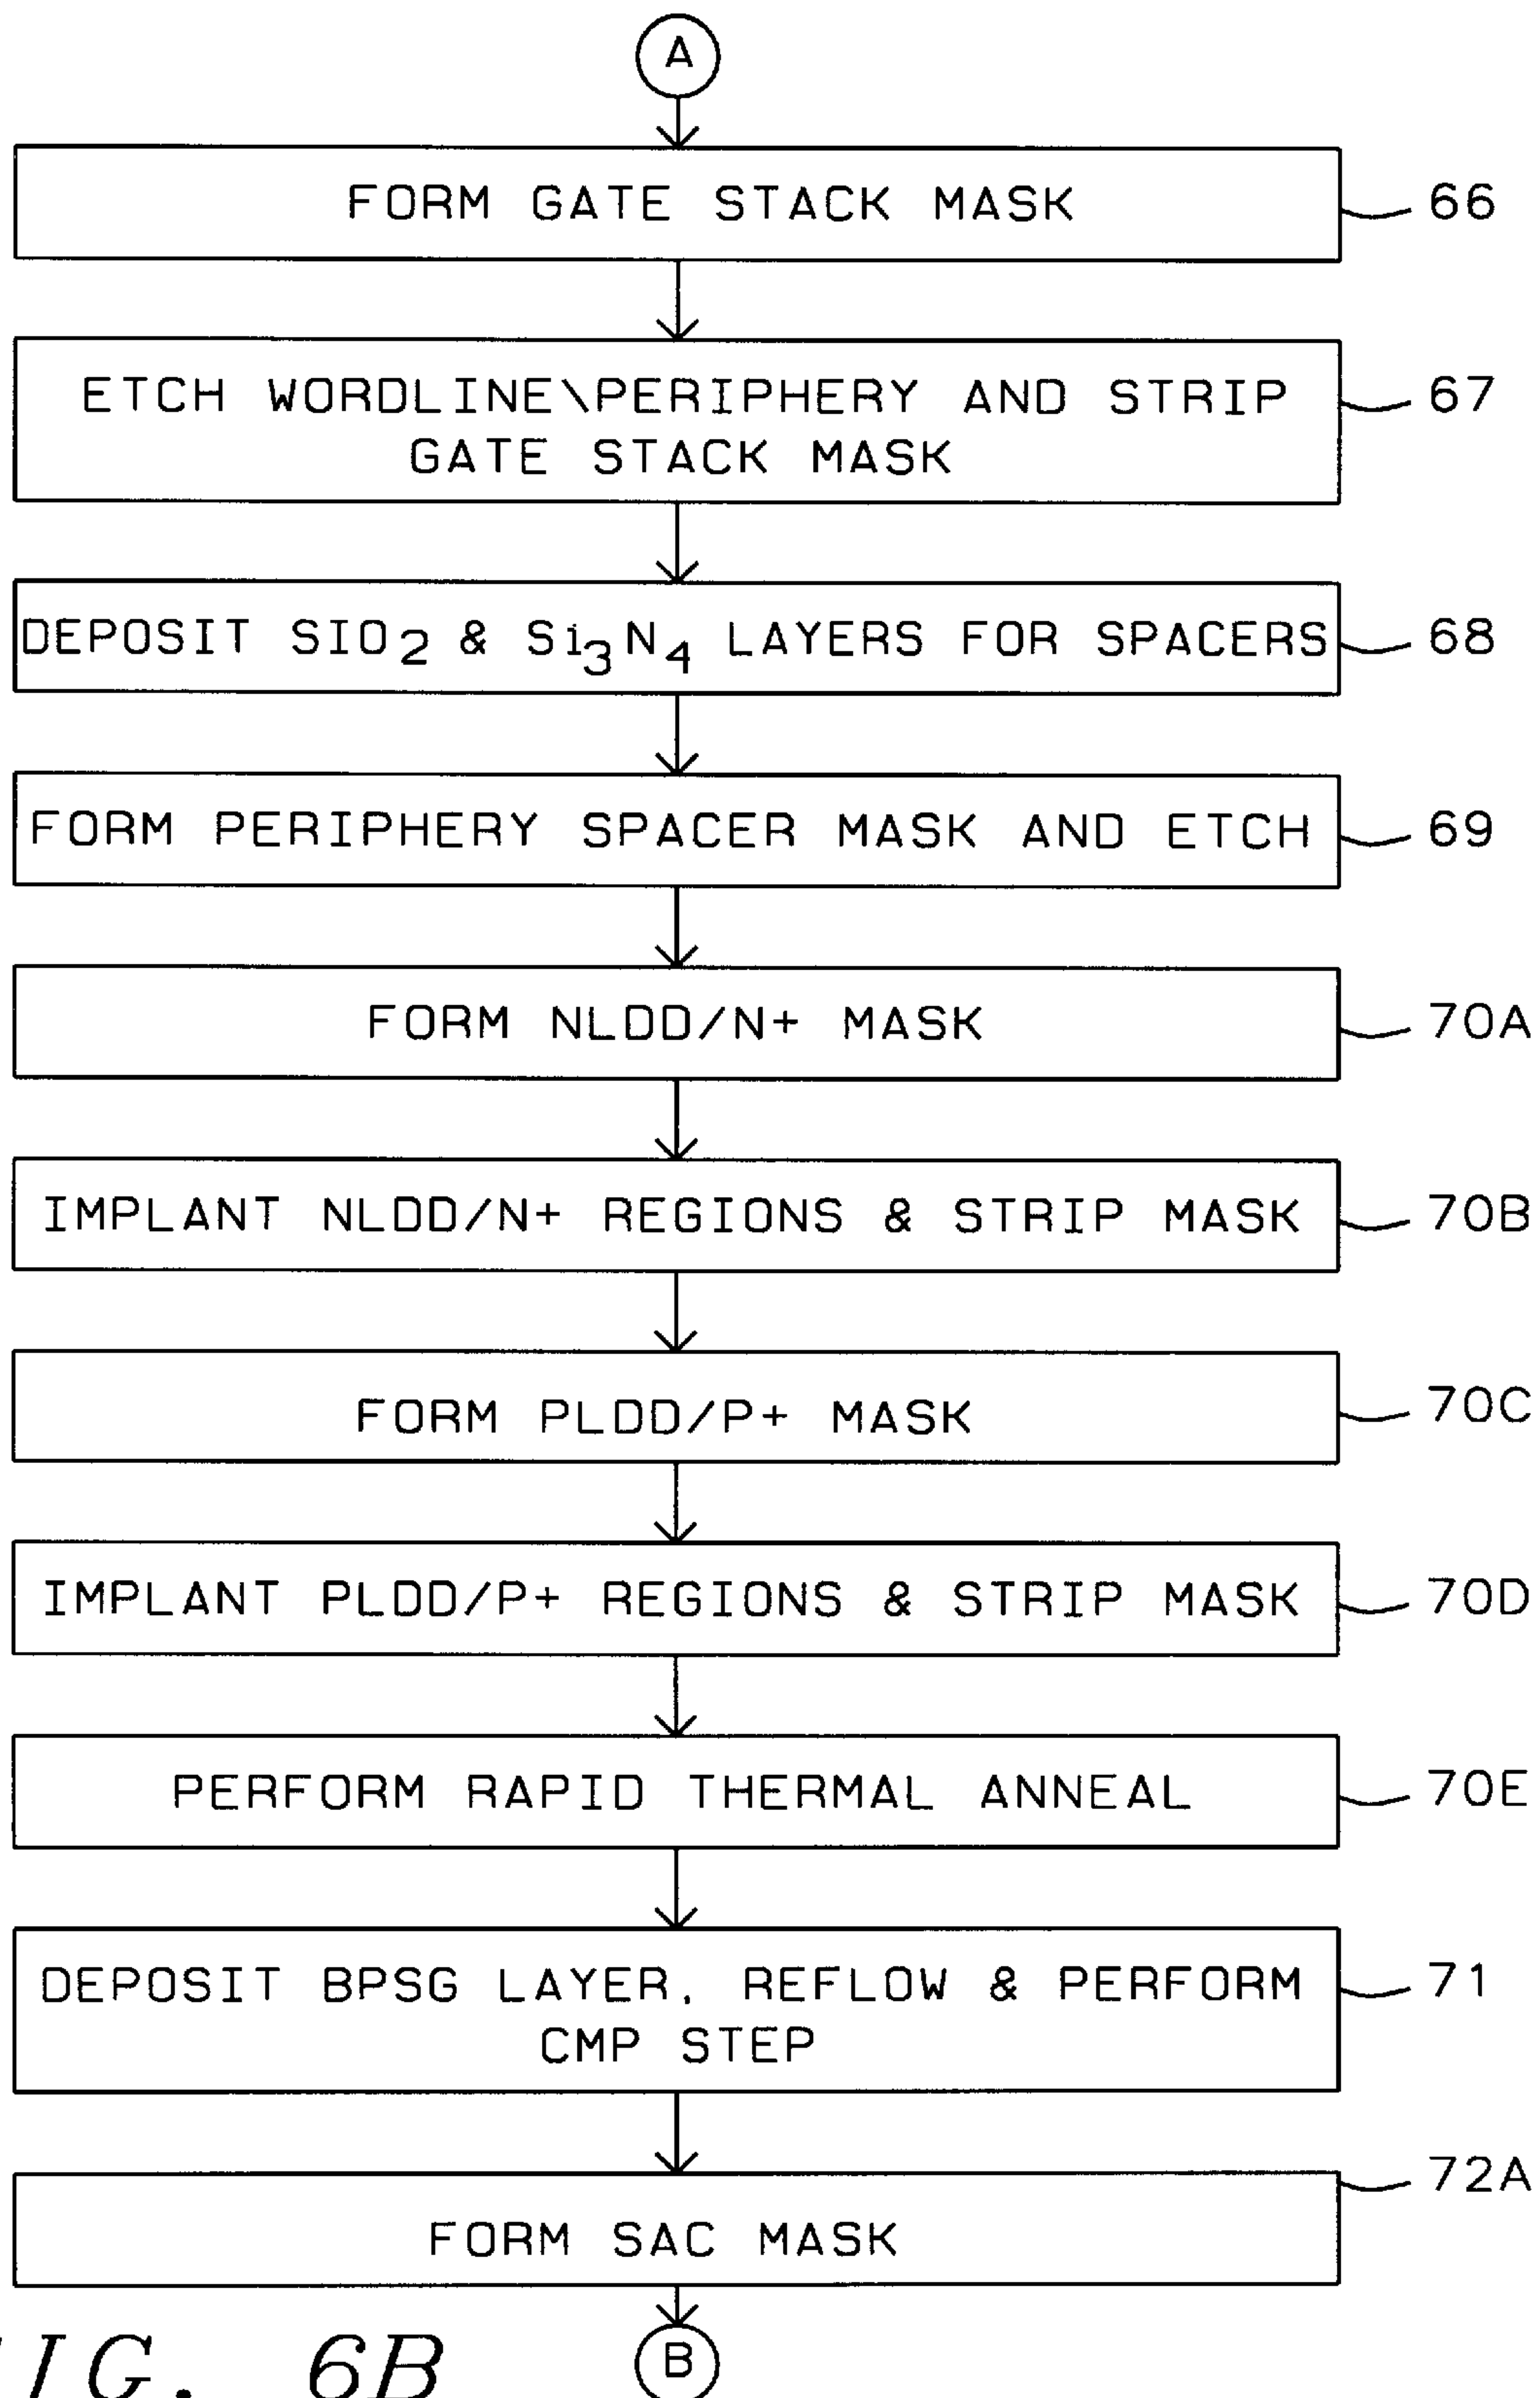 A
FORM GATE STACK MASK
66
ETCH WORDLINE\PERIPHERY AND STRIP
GATE STACK MASK
67
DEPOSIT SIO₂ & Si₃N₄ LAYERS FOR SPACERS
68
FORM PERIPHERY SPACER MASK AND ETCH
69
FORM NLDD/N+ MASK
70A
IMPLANT NLDD/N+ REGIONS & STRIP MASK
70B
FORM PLDD/P+ MASK
70C
IMPLANT PLDD/P+ REGIONS & STRIP MASK
70D
PERFORM RAPID THERMAL ANNEAL
70E
DEPOSIT BPSG LAYER, REFLOW & PERFORM
CMP STEP
71
FORM SAC MASK
72A
B
FIG. 6B